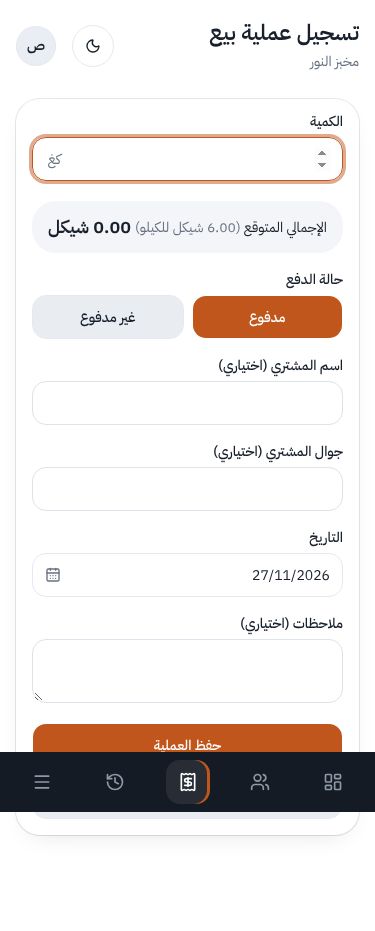 تسجيل عملية بيع
مخبز النور
ص
الكمية
كغ
الإجمالي المتوقع (6.00 شيكل للكيلو) 0.00 شيكل
حالة الدفع
مدفوع
غير مدفوع
اسم المشتري (اختياري)
جوال المشتري (اختياري)
التاريخ
27/11/2026
ملاحظات (اختياري)
حفظ العملية